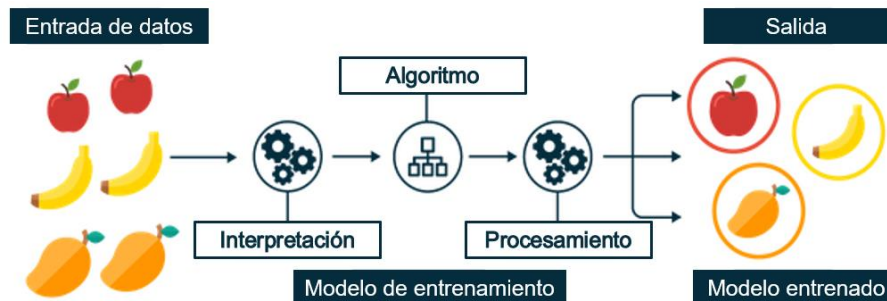 Entrada de datos
Salida
Algoritmo
Interpretación
Procesamiento
Modelo de entrenamiento
Modelo entrenado